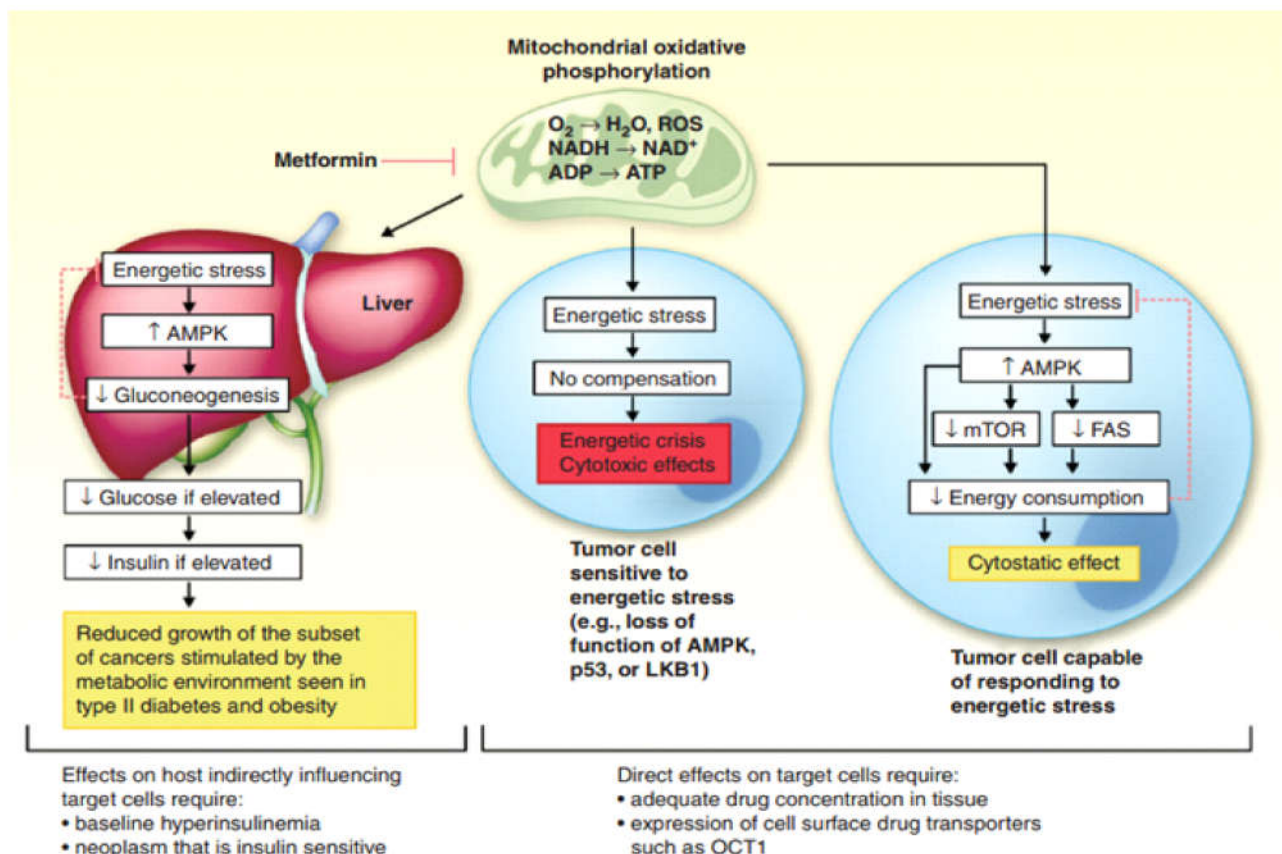 Mitochondrial oxidative
phosphorylation
O₂ → H₂O, ROS
NADH → NAD⁺
ADP → ATP
Metformin
Liver
Energetic stress
↑ AMPK
↓ Gluconeogenesis
↓ Glucose if elevated
↓ Insulin if elevated
Reduced growth of the subset
of cancers stimulated by the
metabolic environment seen in
type II diabetes and obesity
Energetic stress
No compensation
Energetic crisis
Cytotoxic effects
Tumor cell
sensitive to
energetic stress
(e.g., loss of
function of AMPK,
p53, or LKB1)
Energetic stress
↑ AMPK
↓ mTOR
↓ FAS
↓ Energy consumption
Cytostatic effect
Tumor cell capable
of responding to
energetic stress
Effects on host indirectly influencing
target cells require:
• baseline hyperinsulinemia
• neoplasm that is insulin sensitive
Direct effects on target cells require:
• adequate drug concentration in tissue
• expression of cell surface drug transporters
such as OCT1